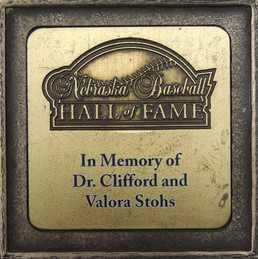 Nebraska Baseball
HALL of FAME
In Memory of
Dr. Clifford and
Valora Stohs